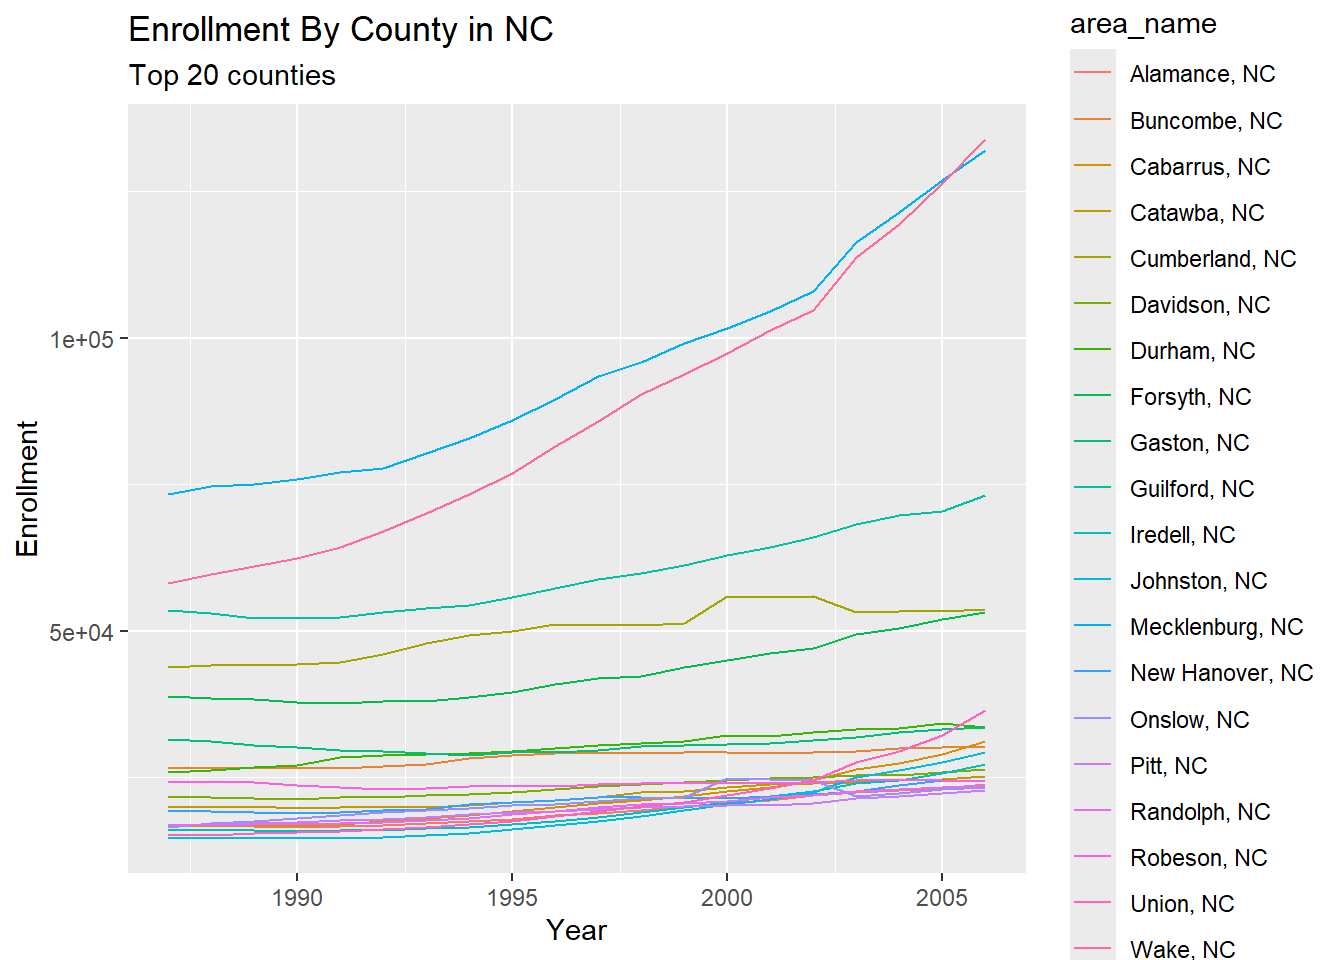 Enrollment By County in NC
Top 20 counties
area_name
Alamance, NC
Buncombe, NC
Cabarrus, NC
Catawba, NC
Cumberland, NC
Davidson, NC
Durham, NC
Forsyth, NC
Gaston, NC
Guilford, NC
Iredell, NC
Johnston, NC
Mecklenburg, NC
New Hanover, NC
Onslow, NC
Pitt, NC
Randolph, NC
Robeson, NC
Union, NC
Wake, NC
Enrollment
1e+05
5e+04
1990
1995
2000
2005
Year